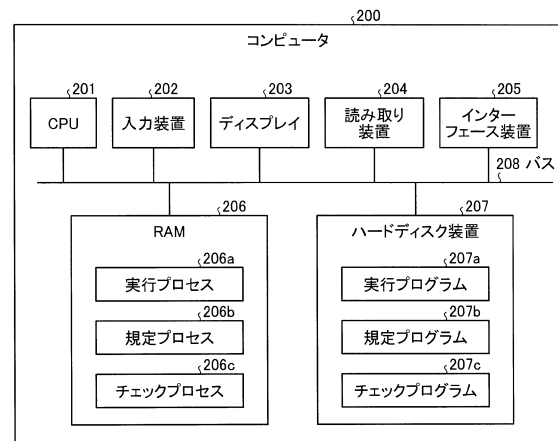 200
コンピュータ
201
202
203
204
205
CPU
入力装置
ディスプレイ
読み取り
装置
インター
フェース装置
208 バス
206
RAM
206a
実行プロセス
206b
規定プロセス
206c
チェックプロセス
207
ハードディスク装置
207a
実行プログラム
207b
規定プログラム
207c
チェックプログラム